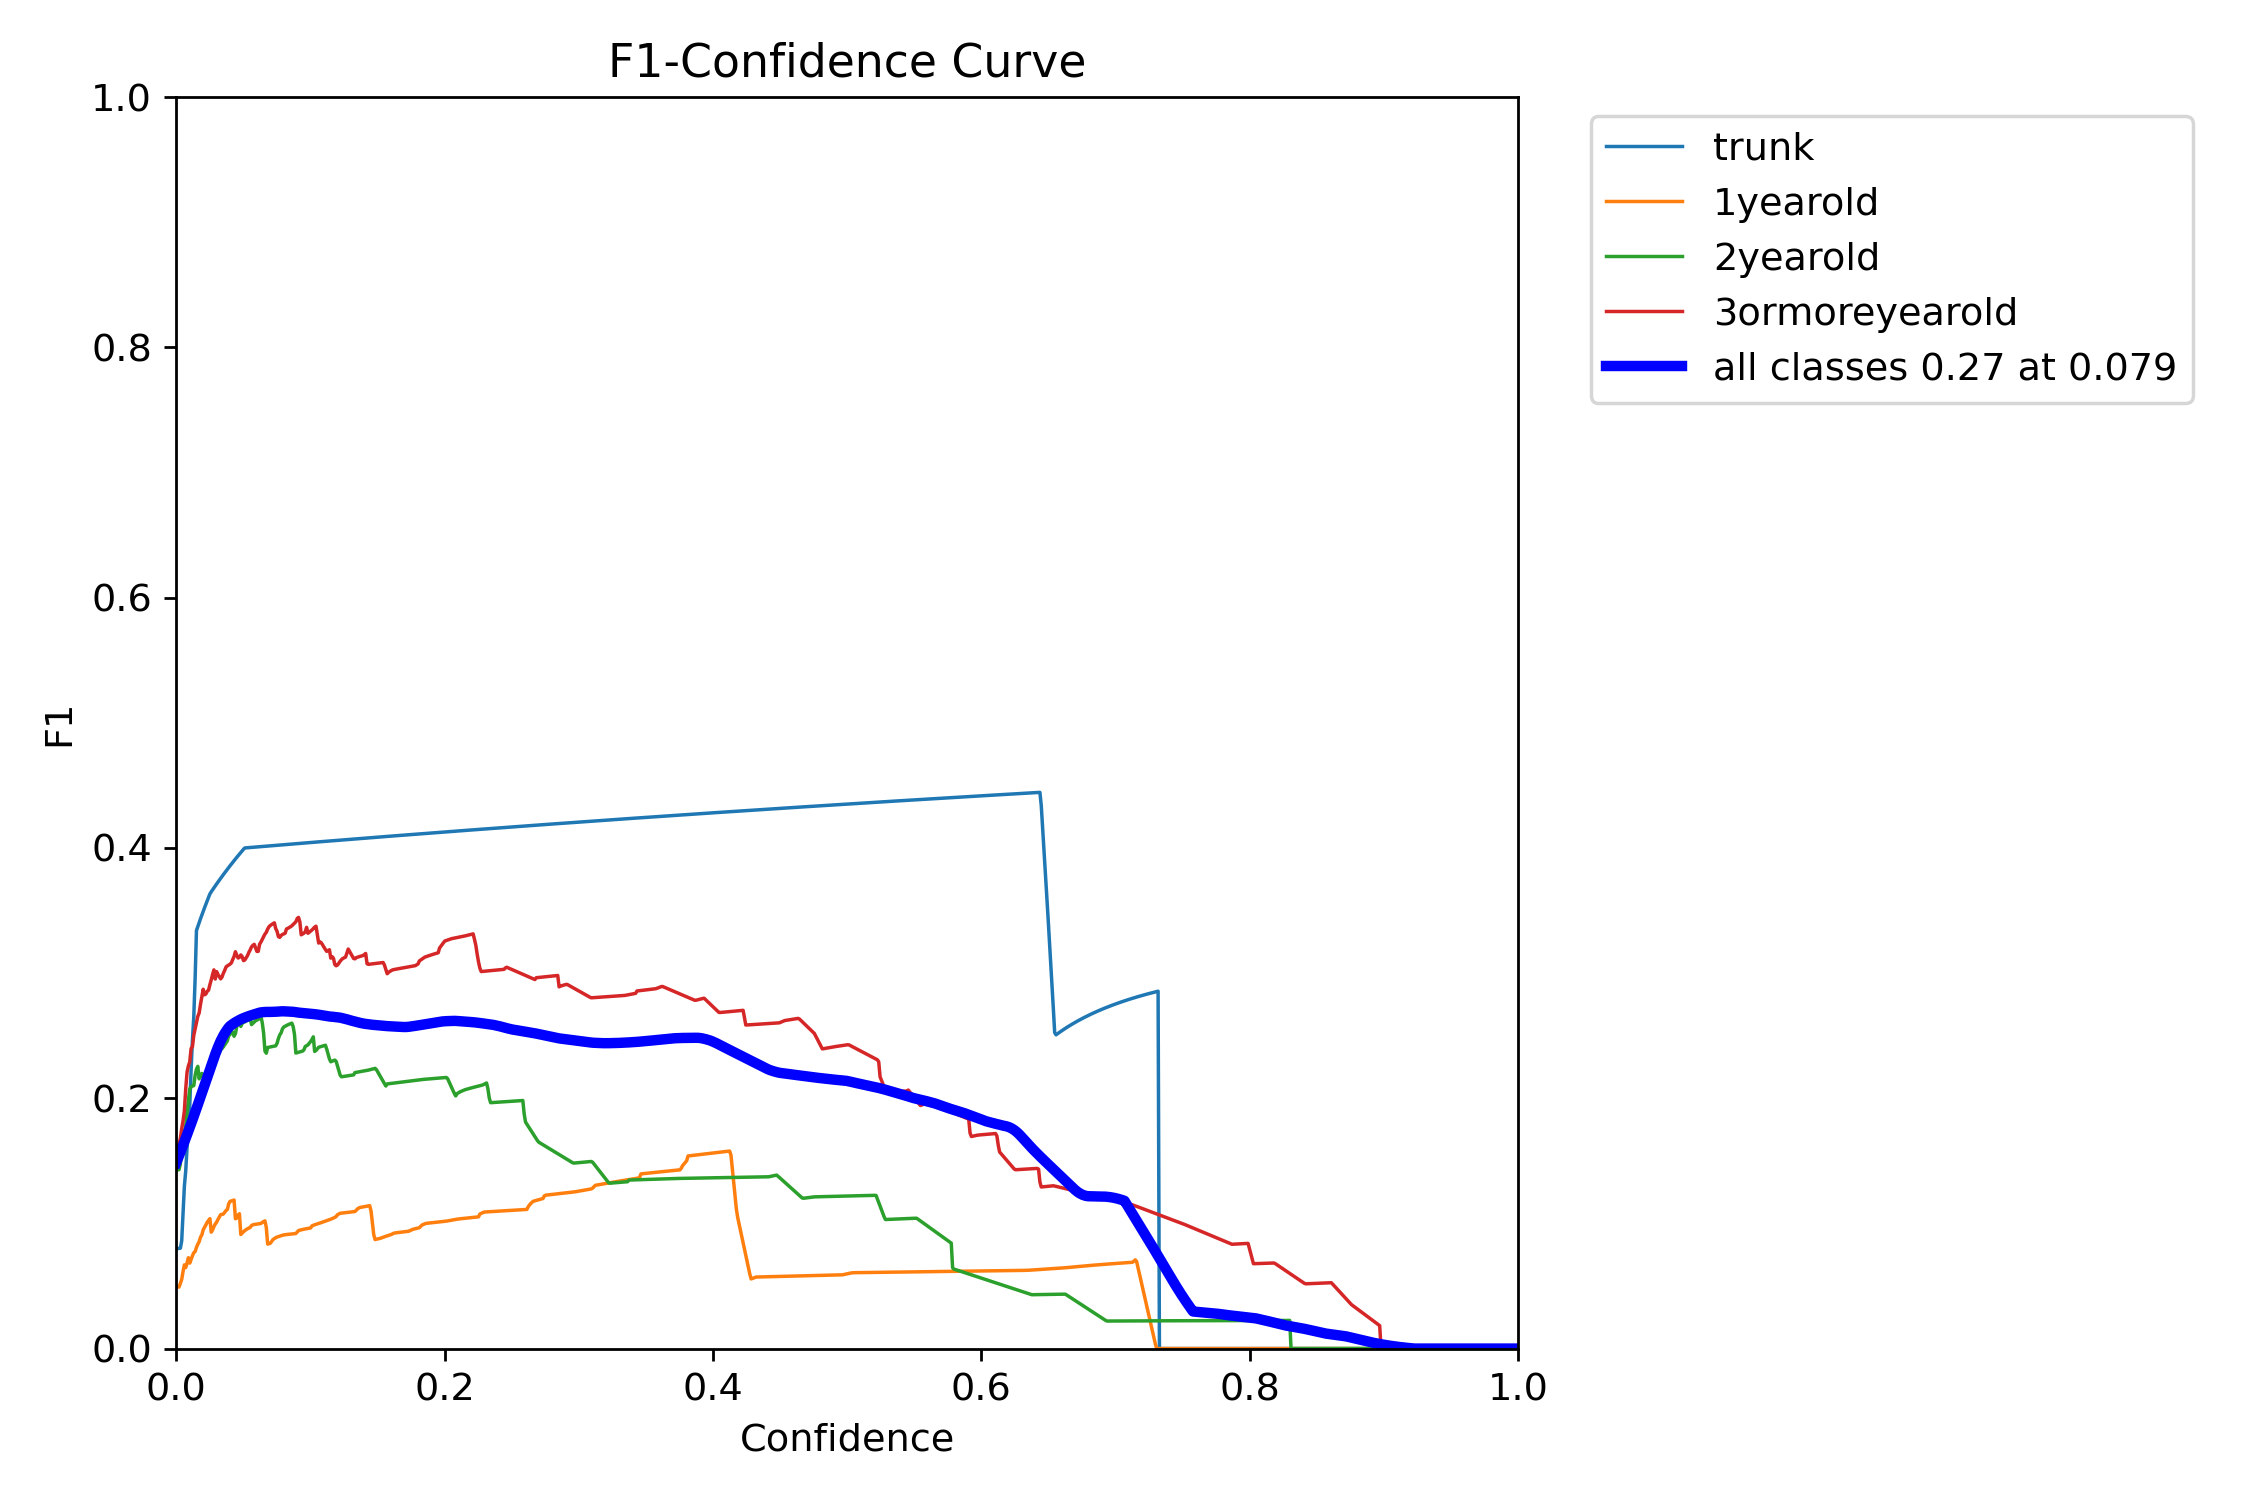 F1-Confidence Curve
1.0
0.8
0.6
0.4
0.2
0.0
F1
0.0 0.2 0.4 0.6 0.8 1.0
Confidence
trunk
1yearold
2yearold
3ormoreyearold
all classes 0.27 at 0.079